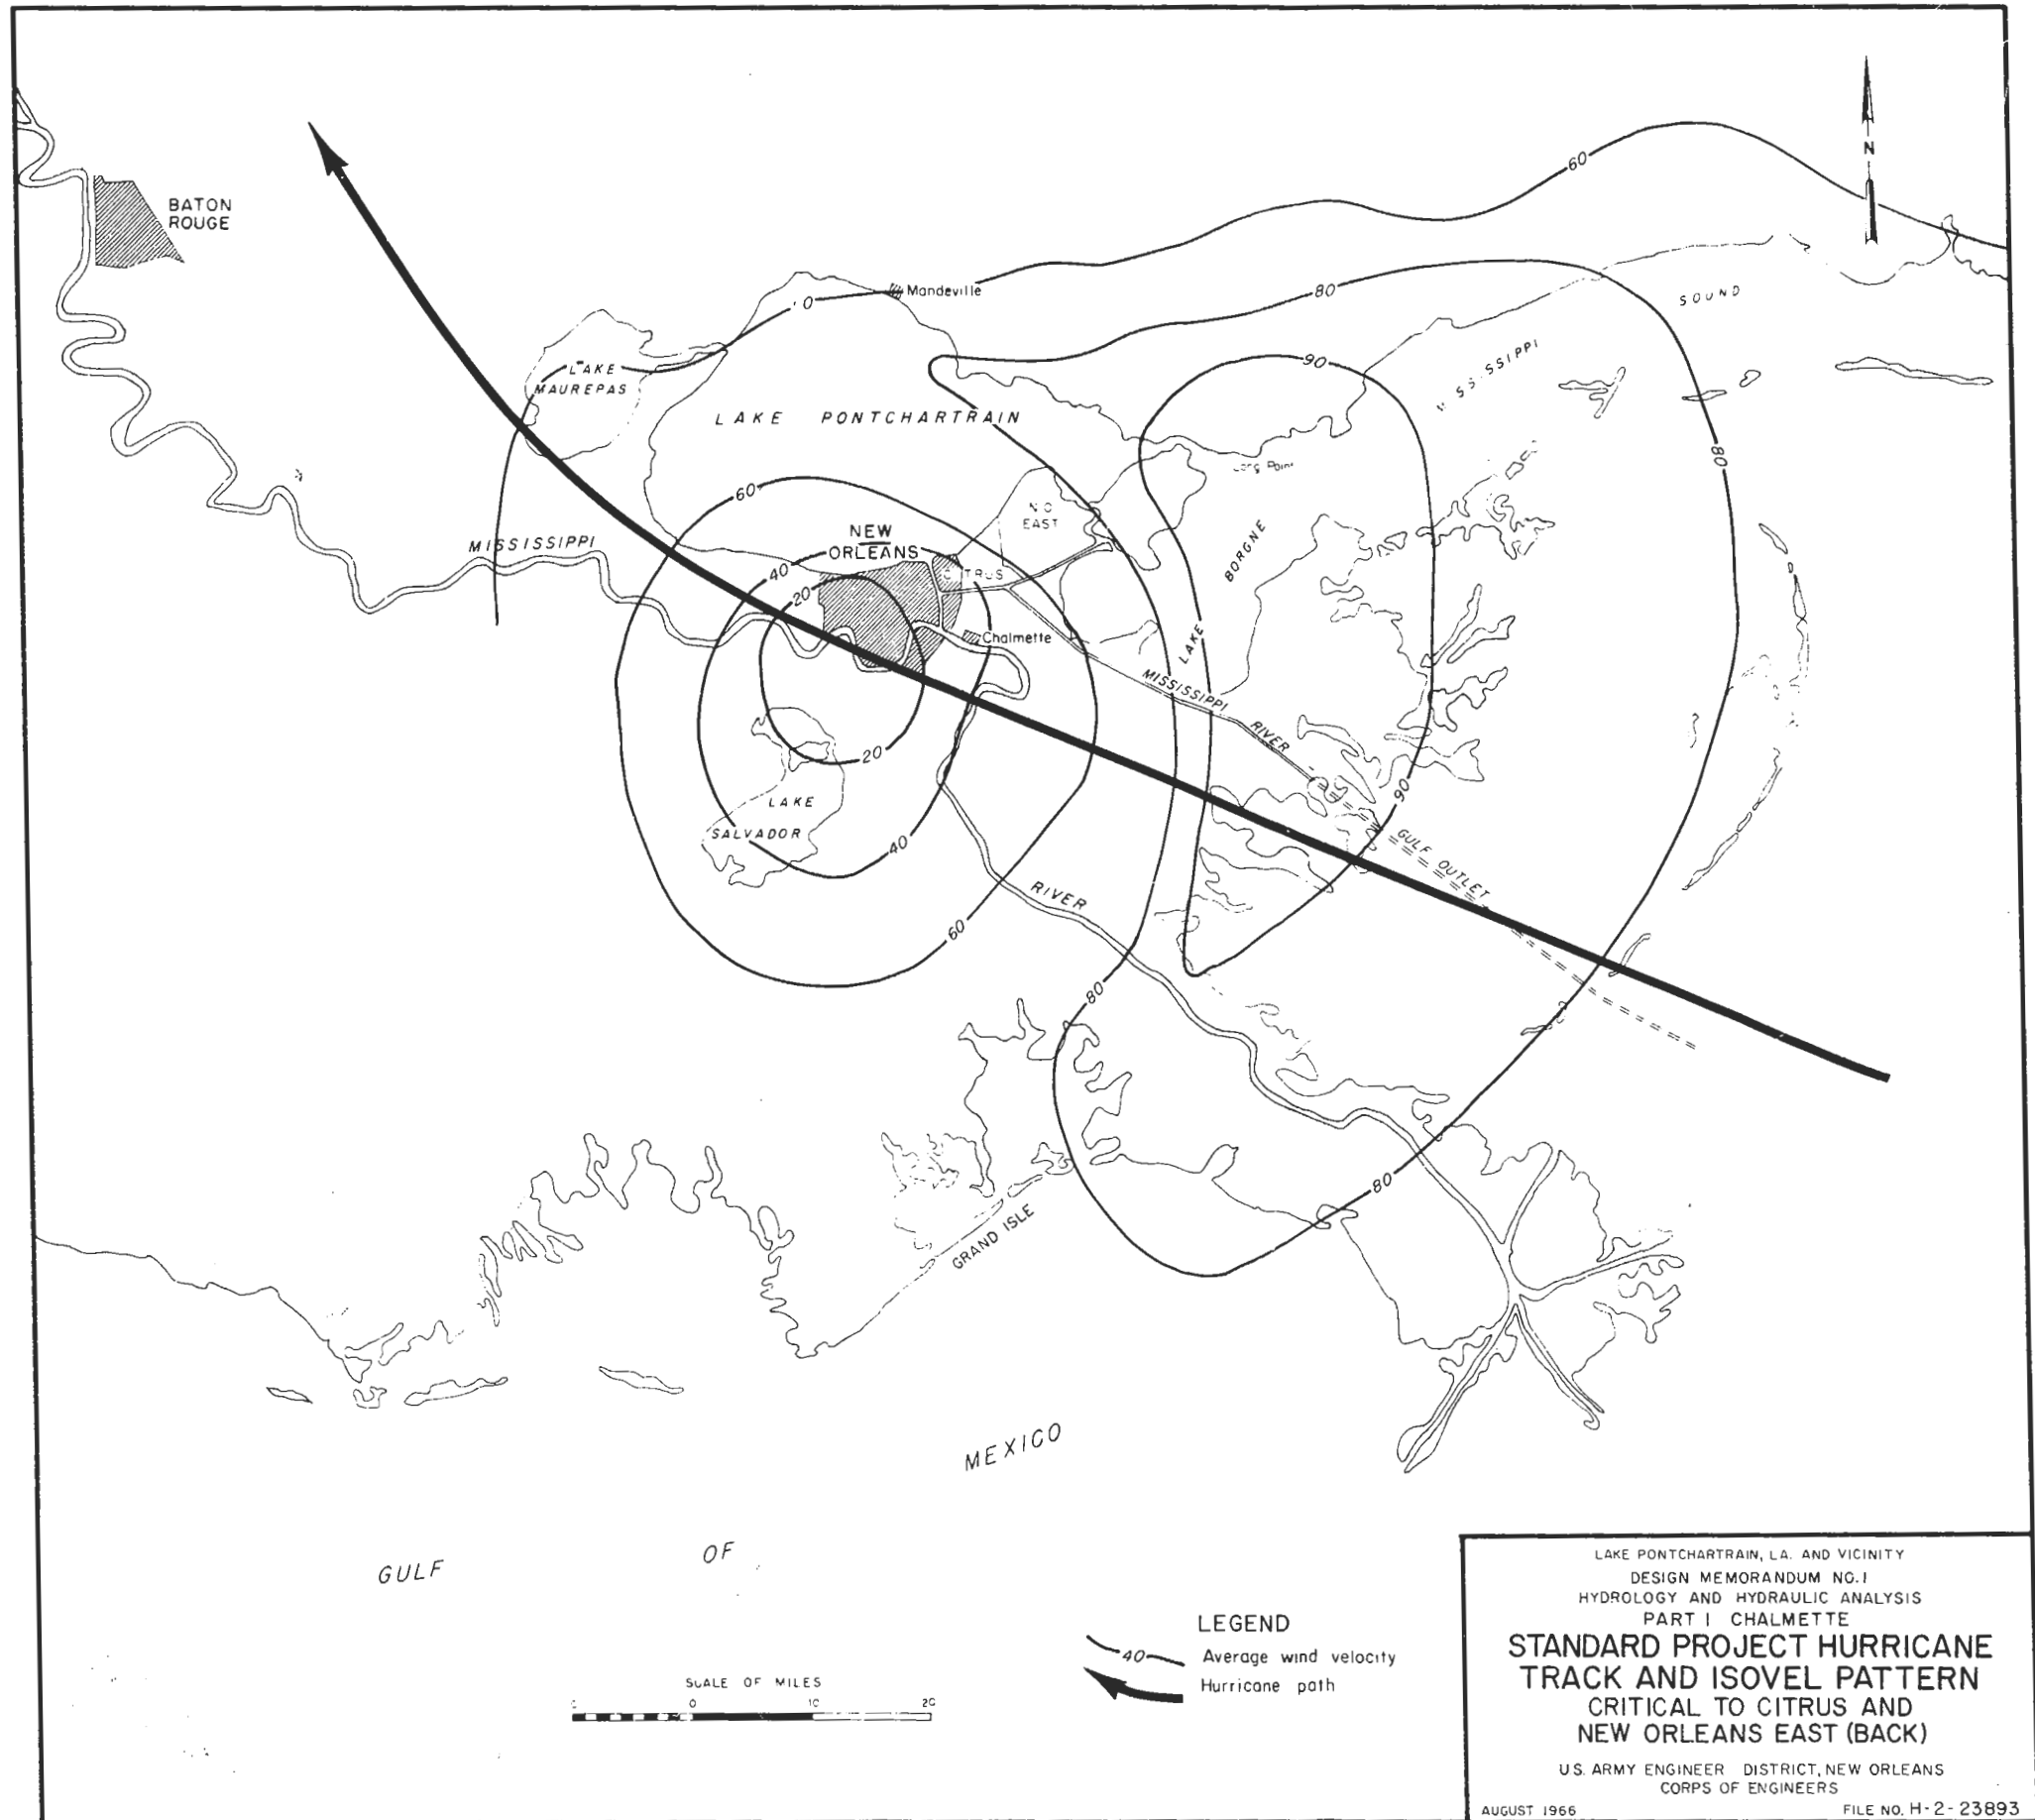 60
N
BATON
ROUGE
Mandeville
80
SOUND
0
90
LAKE
MAUREPAS
LAKE PONTCHARTRAIN
80
Long Point
60
NEW
ORLEANS
EAST
MISSISSIPPI
40
20
BORGNE
Chalmette
LAKE
MISSISSIPPI
RIVER
20
90
LAKE
SALVADOR
40
GULF OUTLET
RIVER
60
80
80
GRAND ISLE
MEXICO
GULF
OF
LEGEND
40 Average wind velocity
Hurricane path
SCALE OF MILES
0 10 20
LAKE PONTCHARTRAIN, LA. AND VICINITY
DESIGN MEMORANDUM NO.1
HYDROLOGY AND HYDRAULIC ANALYSIS
PART I CHALMETTE
STANDARD PROJECT HURRICANE
TRACK AND ISOVEL PATTERN
CRITICAL TO CITRUS AND
NEW ORLEANS EAST (BACK)
U.S. ARMY ENGINEER DISTRICT, NEW ORLEANS
CORPS OF ENGINEERS
AUGUST 1966 FILE NO. H-2-23893